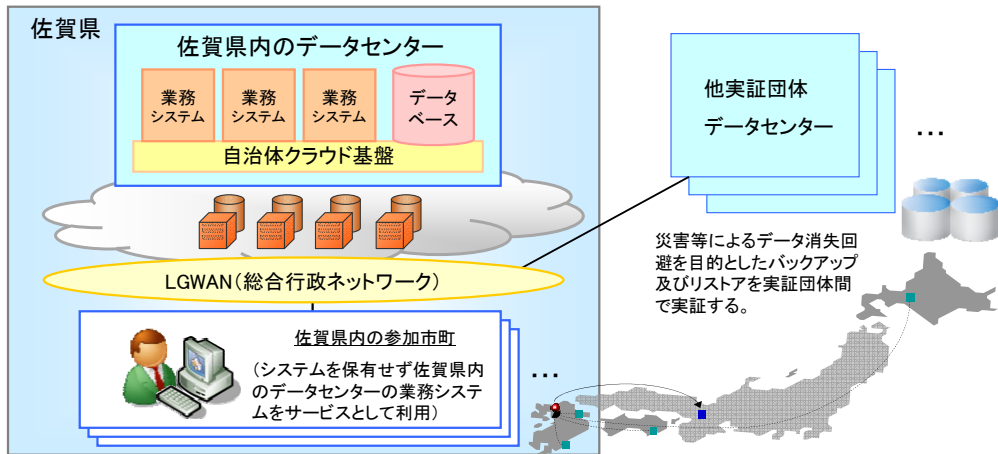 佐賀県
佐賀県内のデータセンター
業務
システム
業務
システム
業務
システム
データ
ベース
自治体クラウド基盤
LGWAN(総合行政ネットワーク)
佐賀県内の参加市町
(システムを保有せず佐賀県内
のデータセンターの業務システ
ムをサービスとして利用)
...
他実証団体
データセンター
...
災害等によるデータ消失回
避を目的としたバックアップ
及びリストアを実証団体間
で実証する。